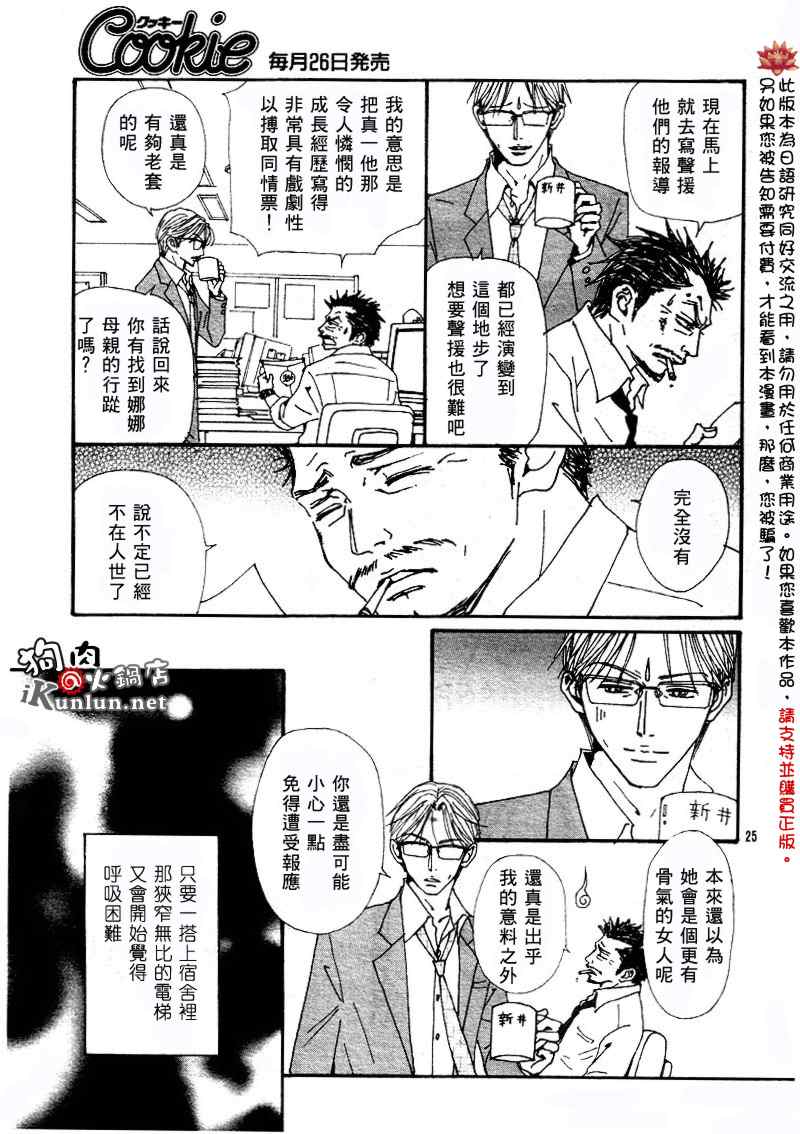 クッキー
Cookie
毎月26日発売
現在馬上
就去寫聲援
他們的報導
新井
都已經演變到
這個地步了
想要聲援也很難吧
我的意思是
把真一他那
令人憐憫的
成長經歷寫得
非常具有戲劇性
以搏取同情票！
還真是
有夠老套
的呢
話說回來
你有找到娜娜
母親的行蹤
了嗎？
完全沒有
說不定已經
不在人世了
新井
25
本來還以為
她會是個更有
骨氣的女人呢
還真是出乎
我的意料之外
新井
你還是盡可能
小心一點
免得遭受報應
狗肉
火鍋店
iKunlun.net
只要一搭上宿舍裡
那狹窄無比的電梯
又會開始覺得
呼吸困難
此版本為日語研究同好交流之用，請勿用於任何商業用途。如果您喜歡本作品，請支持並購買正版。
另如果您被告知需要付費，才能看到本漫畫，那麼，您被騙了！